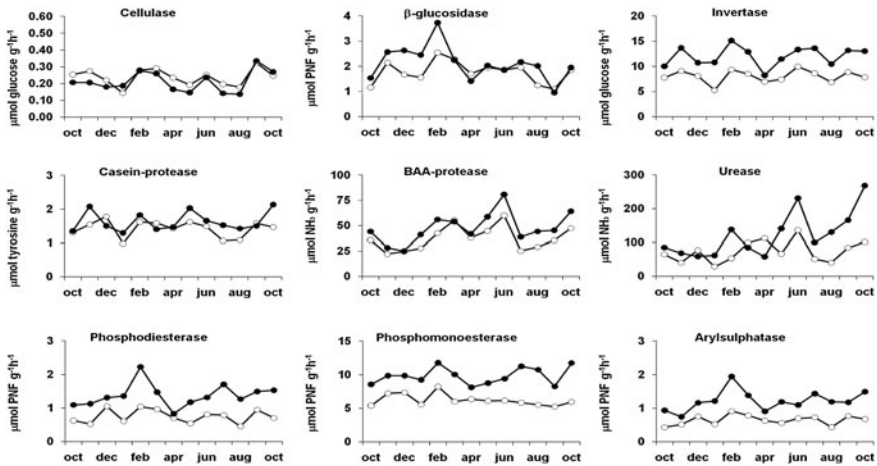 Cellulase
µmol glucose g⁻¹h⁻¹
0.60
0.50
0.40
0.30
0.20
0.10
0.00
oct dec feb apr jun aug oct
β-glucosidase
µmol PNF g⁻¹h⁻¹
4
3
2
1
0
oct dec feb apr jun aug oct
Invertase
µmol glucose g⁻¹h⁻¹
20
15
10
5
0
oct dec feb apr jun aug oct
Casein-protease
µmol tyrosine g⁻¹h⁻¹
3
2
1
0
oct dec feb apr jun aug oct
BAA-protease
µmol NH₃ g⁻¹h⁻¹
100
75
50
25
0
oct dec feb apr jun aug oct
Urease
µmol NH₃ g⁻¹h⁻¹
300
200
100
0
oct dec feb apr jun aug oct
Phosphodiesterase
µmol PNF g⁻¹h⁻¹
3
2
1
0
oct dec feb apr jun aug oct
Phosphomonoesterase
µmol PNF g⁻¹h⁻¹
15
10
5
0
oct dec feb apr jun aug oct
Arylsulphatase
µmol PNF g⁻¹h⁻¹
3
2
1
0
oct dec feb apr jun aug oct